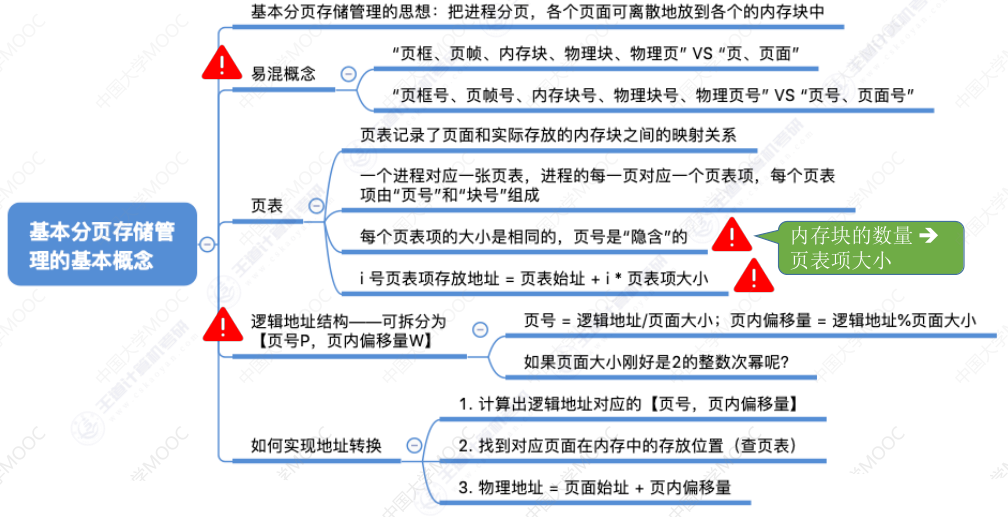 基本分页存储管理的思想：把进程分页，各个页面可离散地放到各个的内存块中
易混概念
“页框、页帧、内存块、物理块、物理页” VS “页、页面”
“页框号、页帧号、内存块号、物理块号、物理页号” VS “页号、页面号”
基本分页存储管
理的基本概念
页表
页表记录了页面和实际存放的内存块之间的映射关系
一个进程对应一张页表，进程的每一页对应一个页表项，每个页表
项由“页号”和“块号”组成
每个页表项的大小是相同的，页号是“隐含”的
内存块的数量 ➔
页表项大小
i 号页表项存放地址 = 页表始址 + i * 页表项大小
逻辑地址结构——可拆分为
【页号P，页内偏移量W】
页号 = 逻辑地址/页面大小；页内偏移量 = 逻辑地址%页面大小
如果页面大小刚好是2的整数次幂呢？
如何实现地址转换
1. 计算出逻辑地址对应的【页号，页内偏移量】
2. 找到对应页面在内存中的存放位置（查页表）
3. 物理地址 = 页面始址 + 页内偏移量
中国大学MOOC
王道计算机考研